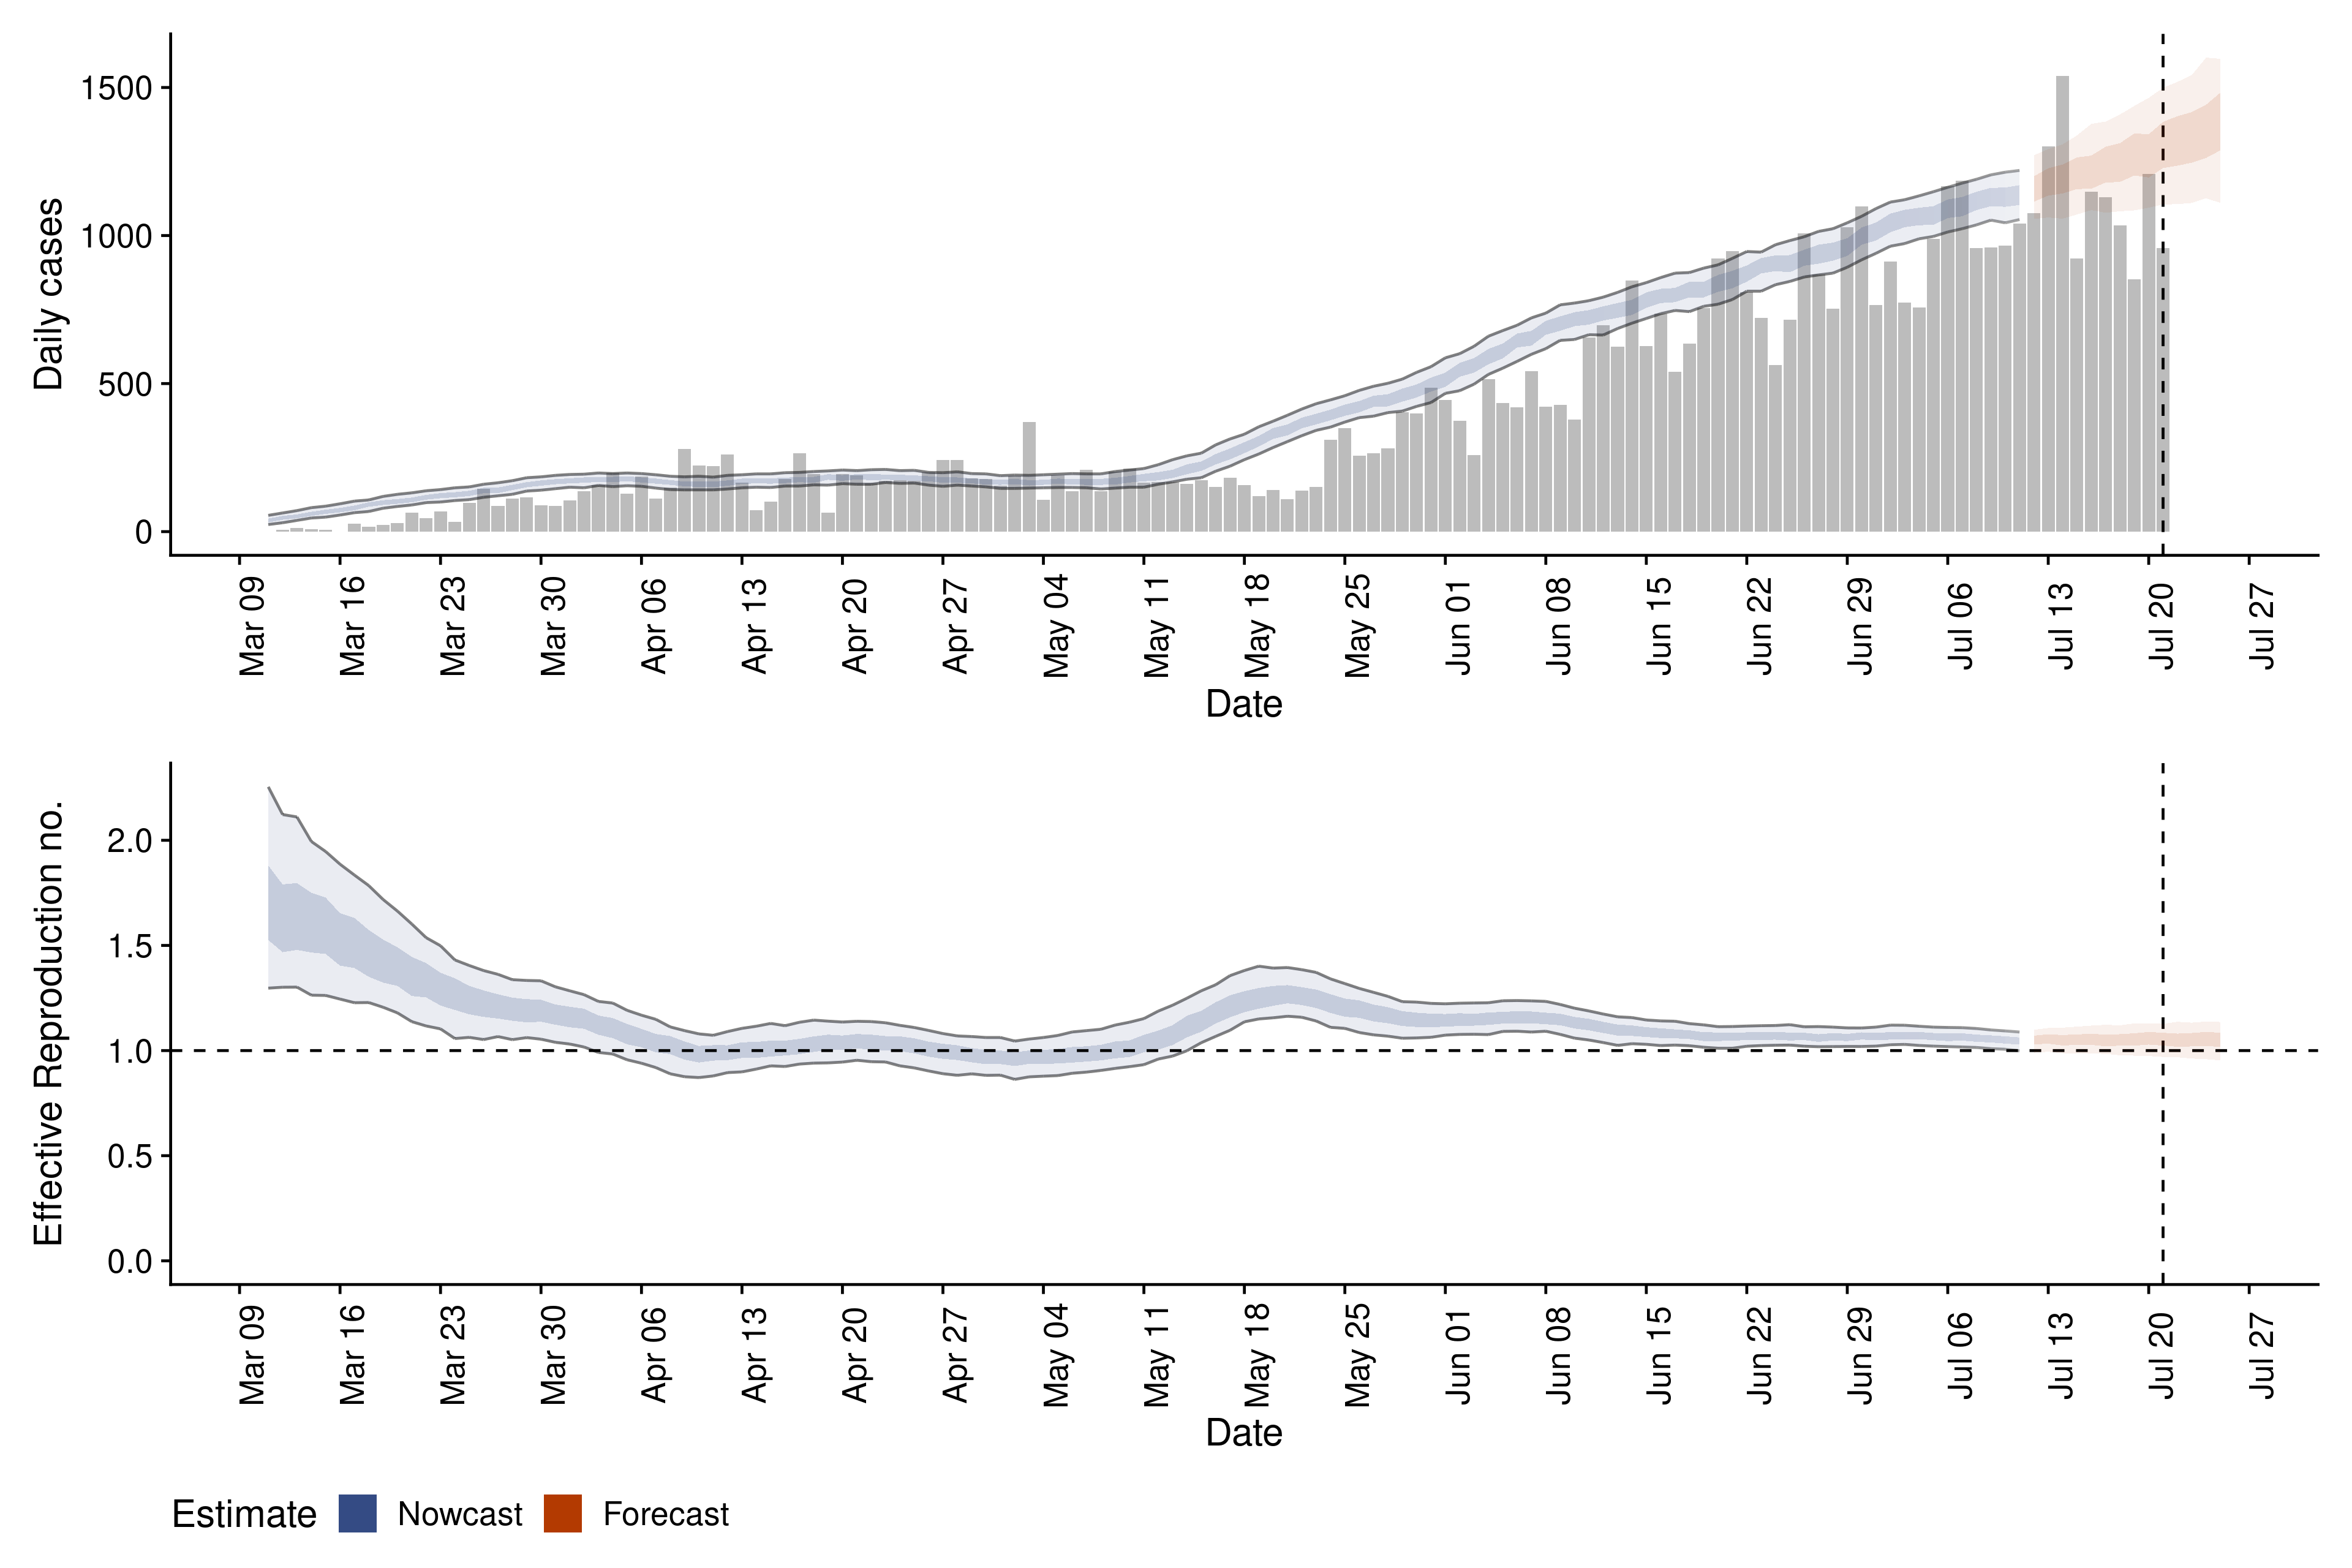 Daily cases
1500
1000
500
0
Mar 09
Mar 16
Mar 23
Mar 30
Apr 06
Apr 13
Apr 20
Apr 27
May 04
May 11
May 18
May 25
Jun 01
Jun 08
Jun 15
Jun 22
Jun 29
Jul 06
Jul 13
Jul 20
Jul 27
Date
Effective Reproduction no.
2.0
1.5
1.0
0.5
0.0
Mar 09
Mar 16
Mar 23
Mar 30
Apr 06
Apr 13
Apr 20
Apr 27
May 04
May 11
May 18
May 25
Jun 01
Jun 08
Jun 15
Jun 22
Jun 29
Jul 06
Jul 13
Jul 20
Jul 27
Date
Estimate Nowcast Forecast